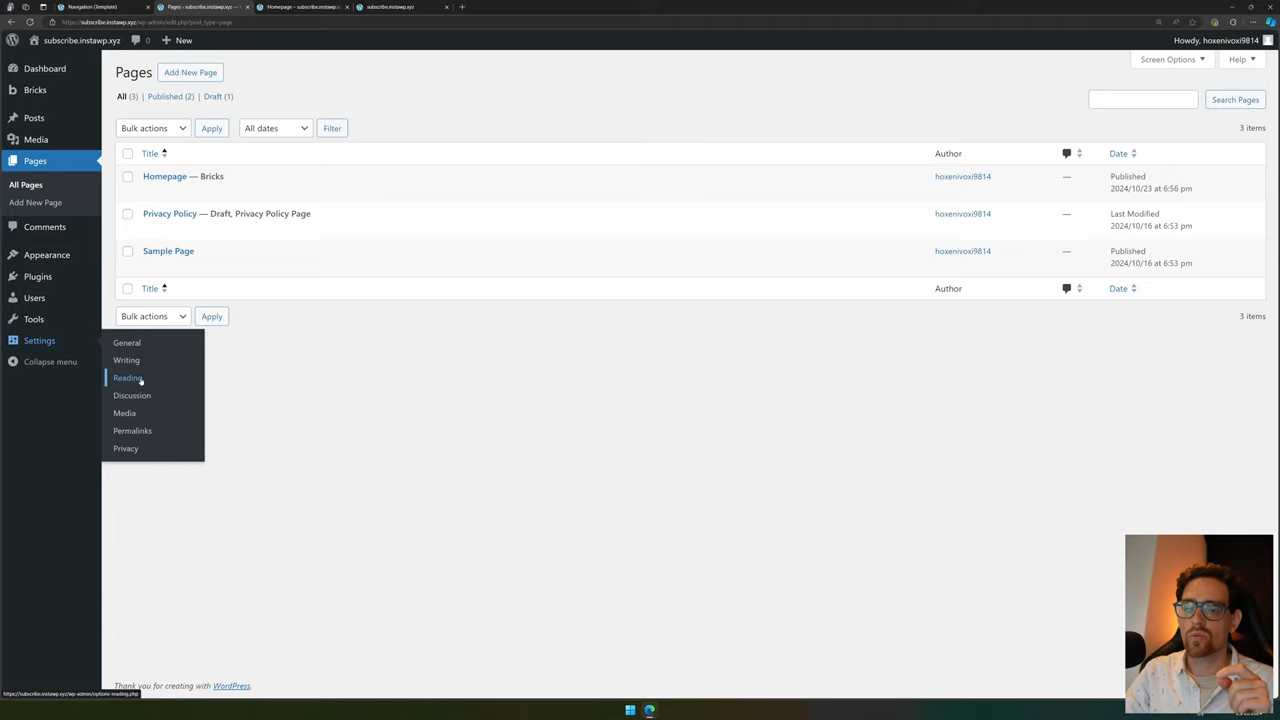 Navigation (Template)
Pages ‹ subscribe.instawp.xyz — W
Homepage – subscribe.instawp.xy
subscribe.instawp.xyz
https://subscribe.instawp.xyz/wp-admin/edit.php?post_type=page
subscribe.instawp.xyz
0
New
Howdy, hoxenivoxi9814
Dashboard
Bricks
Posts
Media
Pages
All Pages
Add New Page
Comments
Appearance
Plugins
Users
Tools
Settings
Collapse menu
General
Writing
Reading
Discussion
Media
Permalinks
Privacy
Pages
Add New Page
Screen Options
Help
All (3) | Published (2) | Draft (1)
Search Pages
Bulk actions
Apply
All dates
Filter
3 items
Title
Author
Date
Homepage — Bricks
hoxenivoxi9814
—
Published
2024/10/23 at 6:56 pm
Privacy Policy — Draft, Privacy Policy Page
hoxenivoxi9814
—
Last Modified
2024/10/16 at 6:53 pm
Sample Page
hoxenivoxi9814
—
Published
2024/10/16 at 6:53 pm
Title
Author
Date
Bulk actions
Apply
3 items
Thank you for creating with WordPress.
https://subscribe.instawp.xyz/wp-admin/options-reading.php